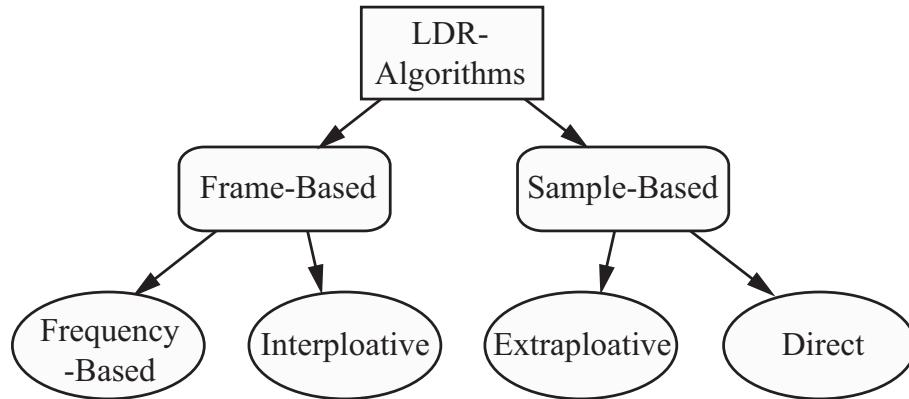 LDR-
Algorithms
Frame-Based
Sample-Based
Frequency
-Based
Interploative
Extraploative
Direct